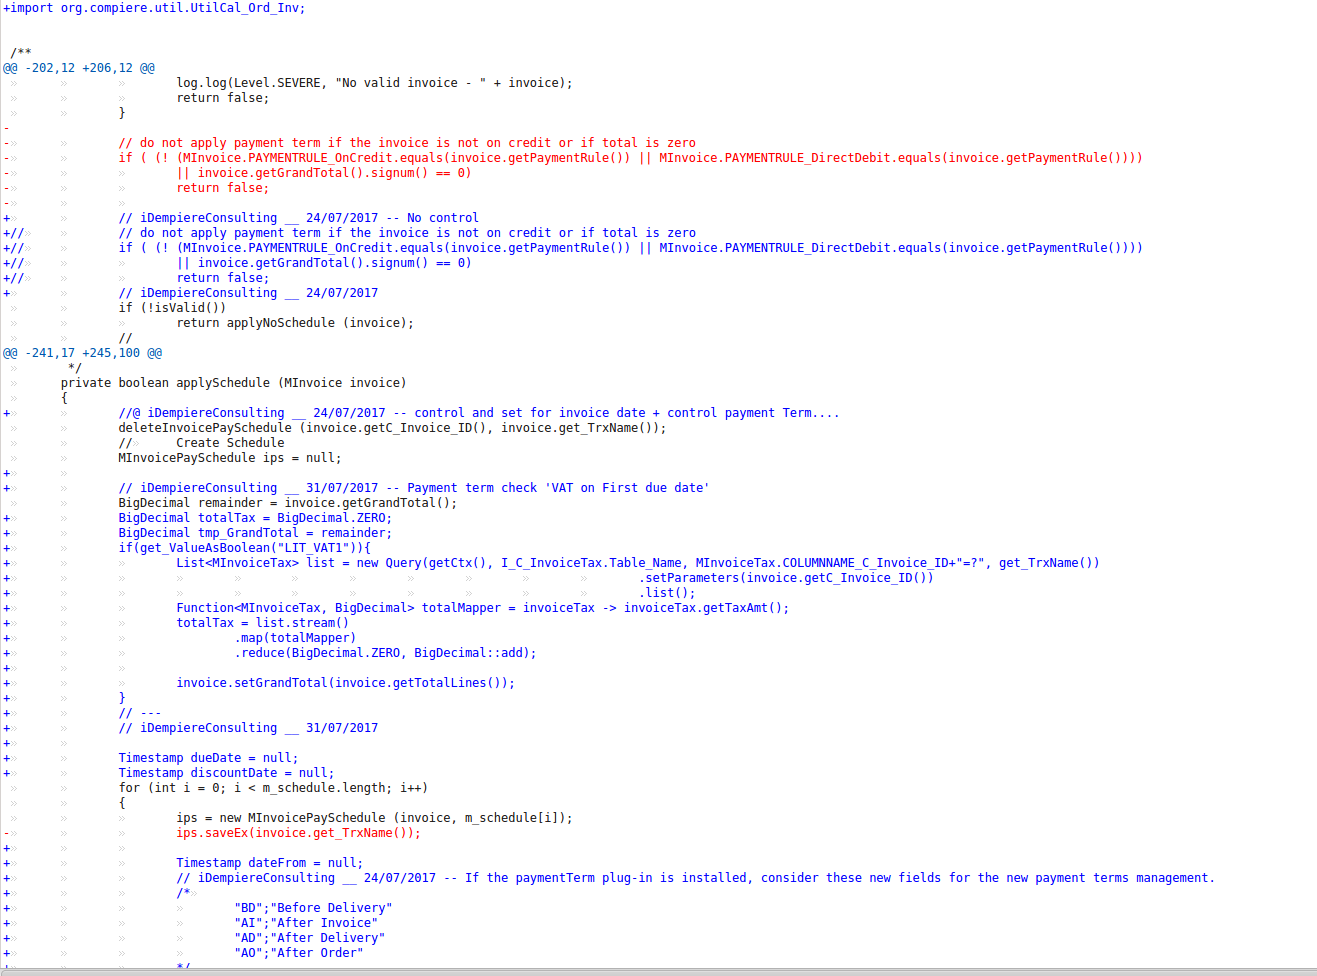 +import org.compiere.util.UtilCal_Ord_Inv;
/**
@@ -202,12 +206,12 @@
log.log(Level.SEVERE, "No valid invoice - " + invoice);
return false;
}
-
- // do not apply payment term if the invoice is not on credit or if total is zero
- if ( (! (MInvoice.PAYMENTRULE_OnCredit.equals(invoice.getPaymentRule()) || MInvoice.PAYMENTRULE_DirectDebit.equals(invoice.getPaymentRule())))
- || invoice.getGrandTotal().signum() == 0)
- return false;
-
+ // iDempiereConsulting __ 24/07/2017 -- No control
+// // do not apply payment term if the invoice is not on credit or if total is zero
+// if ( (! (MInvoice.PAYMENTRULE_OnCredit.equals(invoice.getPaymentRule()) || MInvoice.PAYMENTRULE_DirectDebit.equals(invoice.getPaymentRule())))
+// || invoice.getGrandTotal().signum() == 0)
+// return false;
+ // iDempiereConsulting __ 24/07/2017
if (!isValid())
return applyNoSchedule (invoice);
//
@@ -241,17 +245,100 @@
*/
private boolean applySchedule (MInvoice invoice)
{
+ //@ iDempiereConsulting __ 24/07/2017 -- control and set for invoice date + control payment Term....
deleteInvoicePaySchedule (invoice.getC_Invoice_ID(), invoice.get_TrxName());
// Create Schedule
MInvoicePaySchedule ips = null;
+
+ // iDempiereConsulting __ 31/07/2017 -- Payment term check 'VAT on First due date'
BigDecimal remainder = invoice.getGrandTotal();
+ BigDecimal totalTax = BigDecimal.ZERO;
+ BigDecimal tmp_GrandTotal = remainder;
+ if(get_ValueAsBoolean("LIT_VAT1")){
+ List<MInvoiceTax> list = new Query(getCtx(), I_C_InvoiceTax.Table_Name, MInvoiceTax.COLUMNNAME_C_Invoice_ID+"=?", get_TrxName())
+ .setParameters(invoice.getC_Invoice_ID())
+ .list();
+ Function<MInvoiceTax, BigDecimal> totalMapper = invoiceTax -> invoiceTax.getTaxAmt();
+ totalTax = list.stream()
+ .map(totalMapper)
+ .reduce(BigDecimal.ZERO, BigDecimal::add);
+
+ invoice.setGrandTotal(invoice.getTotalLines());
+ }
+ // ---
+ // iDempiereConsulting __ 31/07/2017
+
+ Timestamp dueDate = null;
+ Timestamp discountDate = null;
for (int i = 0; i < m_schedule.length; i++)
{
ips = new MInvoicePaySchedule (invoice, m_schedule[i]);
- ips.saveEx(invoice.get_TrxName());
+
+ Timestamp dateFrom = null;
+ // iDempiereConsulting __ 24/07/2017 -- If the paymentTerm plug-in is installed, consider these new fields for the new payment terms management.
+ /*
+ "BD";"Before Delivery"
+ "AI";"After Invoice"
+ "AD";"After Delivery"
+ "AO";"After Order"
+ */